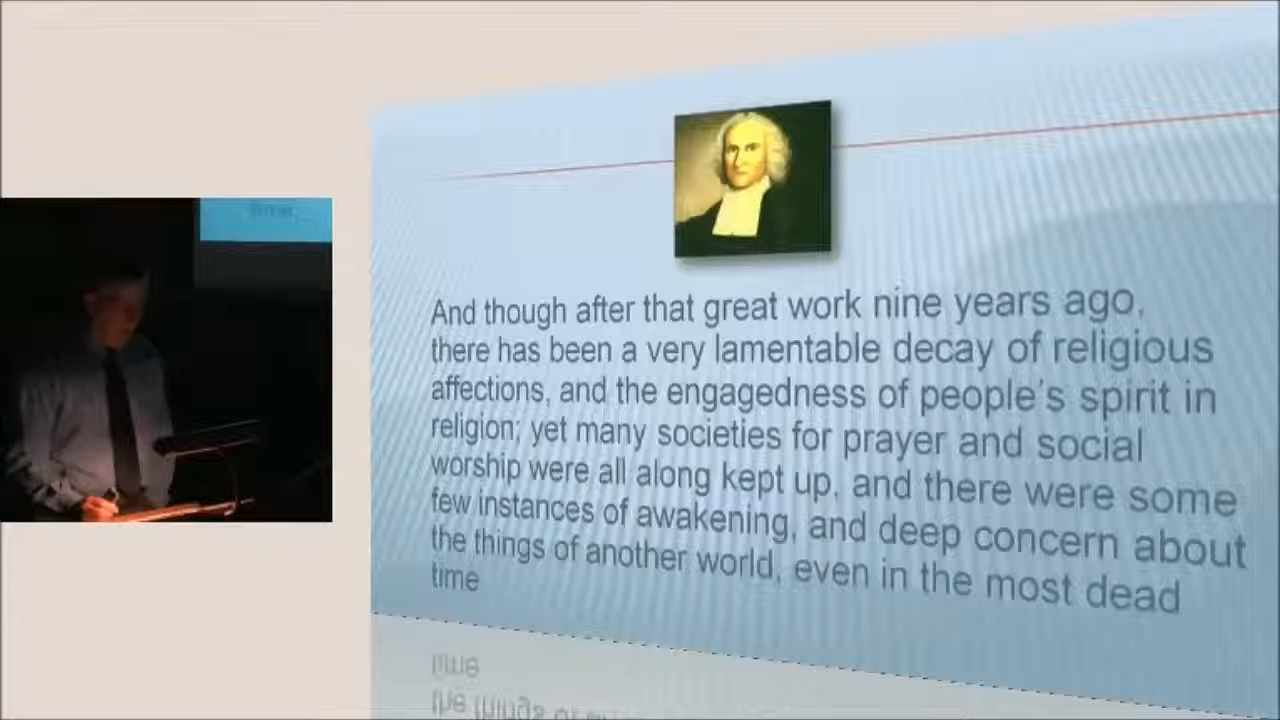 time,
And though after that great work nine years ago,
there has been a very lamentable decay of religious
affections, and the engagedness of people's spirit in
religion; yet many societies for prayer and social
worship were all along kept up, and there were some
few instances of awakening, and deep concern about
the things of another world, even in the most dead
time